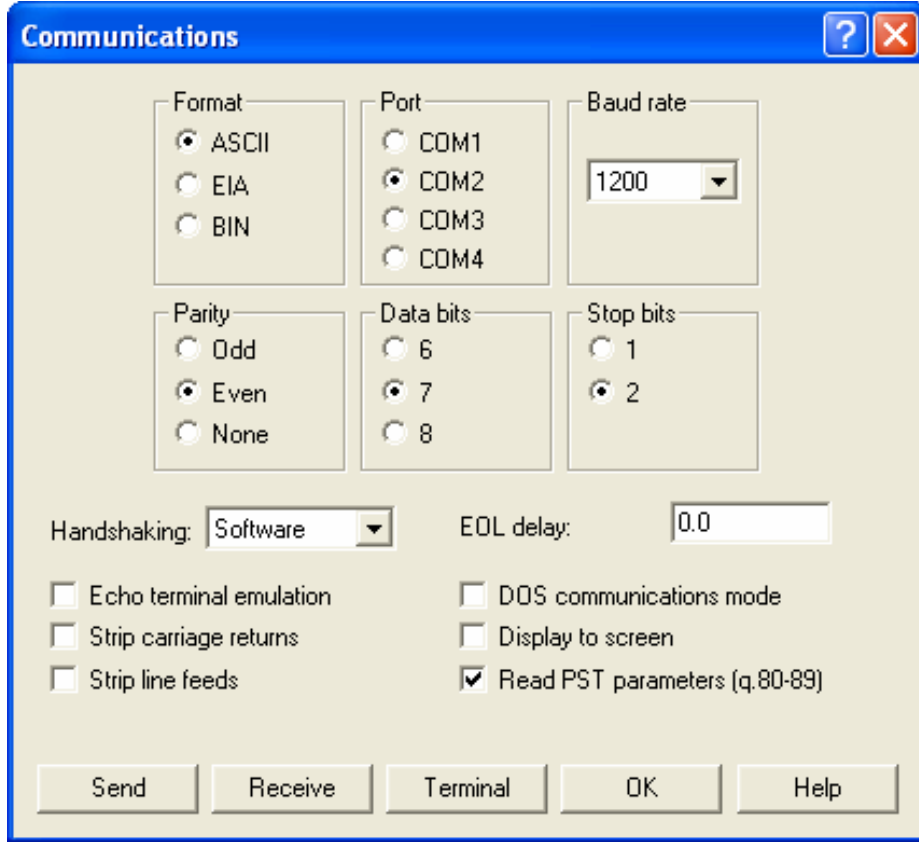 Communications
Format
ASCII
EIA
BIN
Port
COM1
COM2
COM3
COM4
Baud rate
1200
Parity
Odd
Even
None
Data bits
6
7
8
Stop bits
1
2
Handshaking: Software
EOL delay: 0.0
Echo terminal emulation
Strip carriage returns
Strip line feeds
DOS communications mode
Display to screen
Read PST parameters (q.80-89)
Send Receive Terminal OK Help